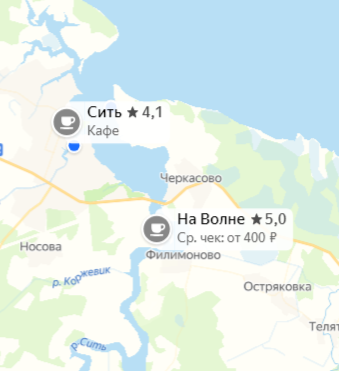 Сить ★ 4,1
Кафе
Черкасово
На Волне ★ 5,0
Ср. чек: от 400 ₽
Носова
Филимоново
р. Коржевик
Остряковка
Телят
р. Сить